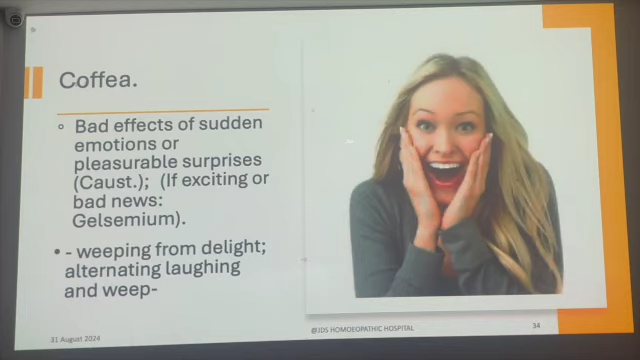 Coffea.
◦ Bad effects of sudden
emotions or
pleasurable surprises
(Caust.); (If exciting or
bad news:
Gelsemium).
• - weeping from delight;
alternating laughing
and weep-
31 August 2024
@JDS HOMOEOPATHIC HOSPITAL
34